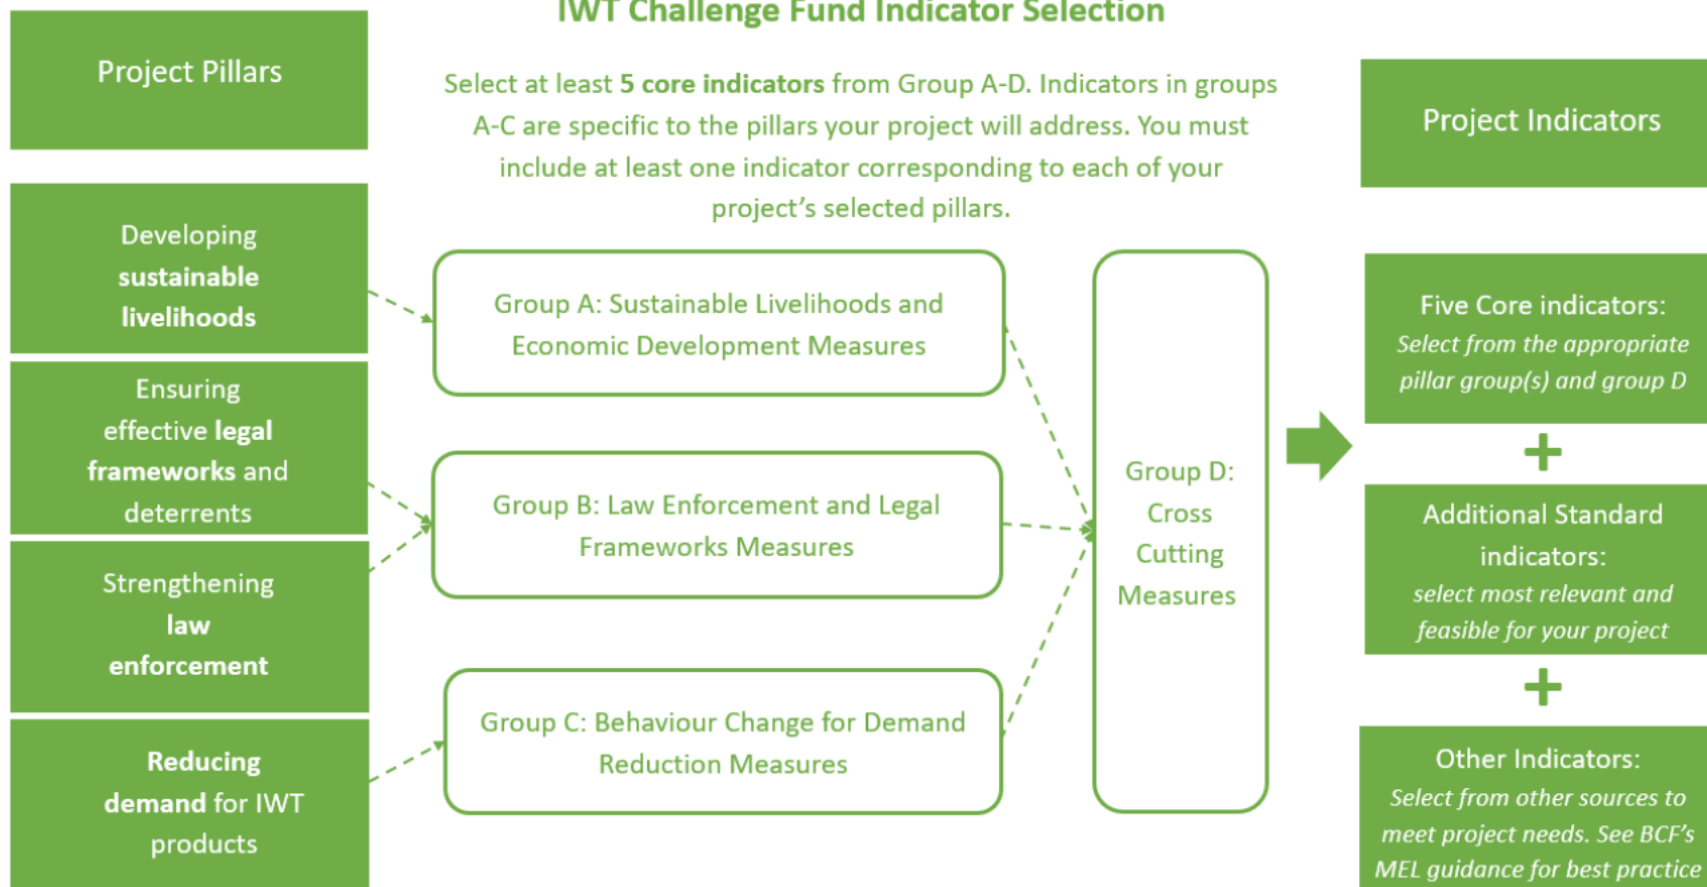 IWT Challenge Fund Indicator Selection
Project Pillars
Select at least 5 core indicators from Group A-D. Indicators in groups
A-C are specific to the pillars your project will address. You must
include at least one indicator corresponding to each of your
project's selected pillars.
Project Indicators
Developing
sustainable
livelihoods
Ensuring
effective legal
frameworks and
deterrents
Strengthening
law
enforcement
Reducing
demand for IWT
products
Group A: Sustainable Livelihoods and
Economic Development Measures
Group B: Law Enforcement and Legal
Frameworks Measures
Group C: Behaviour Change for Demand
Reduction Measures
Group D:
Cross
Cutting
Measures
Five Core indicators:
Select from the appropriate
pillar group(s) and group D
+
Additional Standard
indicators:
select most relevant and
feasible for your project
+
Other Indicators:
Select from other sources to
meet project needs. See BCF's
MEL guidance for best practice